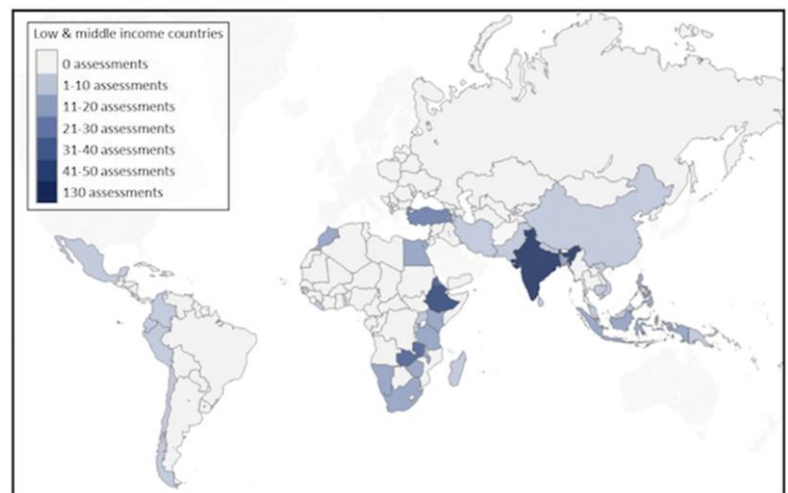 Low & middle income countries
0 assessments
1-10 assessments
11-20 assessments
21-30 assessments
31-40 assessments
41-50 assessments
130 assessments